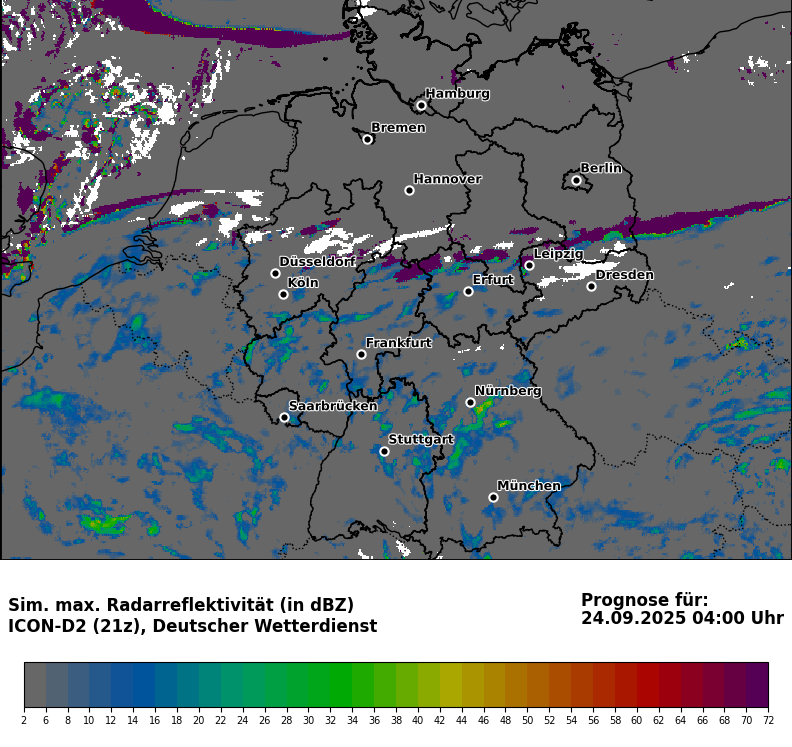 Hamburg
Bremen
Berlin
Hannover
Leipzig
Düsseldorf
Dresden
Köln
Erfurt
Frankfurt
Nürnberg
Saarbrücken
Stuttgart
München
Sim. max. Radarreflektivität (in dBZ)
ICON-D2 (21z), Deutscher Wetterdienst
Prognose für:
24.09.2025 04:00 Uhr
2 6 8 10 12 14 16 18 20 22 24 26 28 30 32 34 36 38 40 42 44 46 48 50 52 54 56 58 60 62 64 66 68 70 72